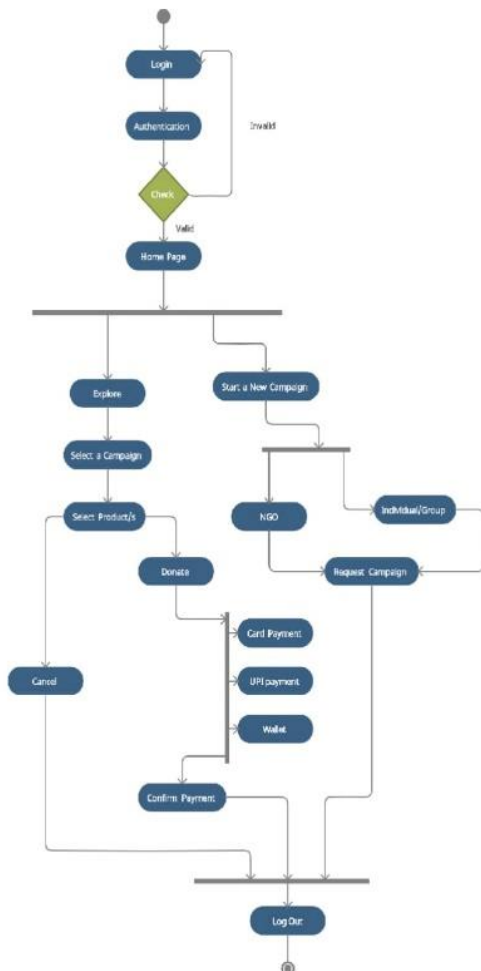 Login
Authentication
Invalid
Check
Valid
Home Page
Explore
Start a New Campaign
Select a Campaign
Select Product/s
NGO
Individual/Group
Donate
Request Campaign
Card Payment
Cancel
UPI payment
Wallet
Confirm Payment
Log Out